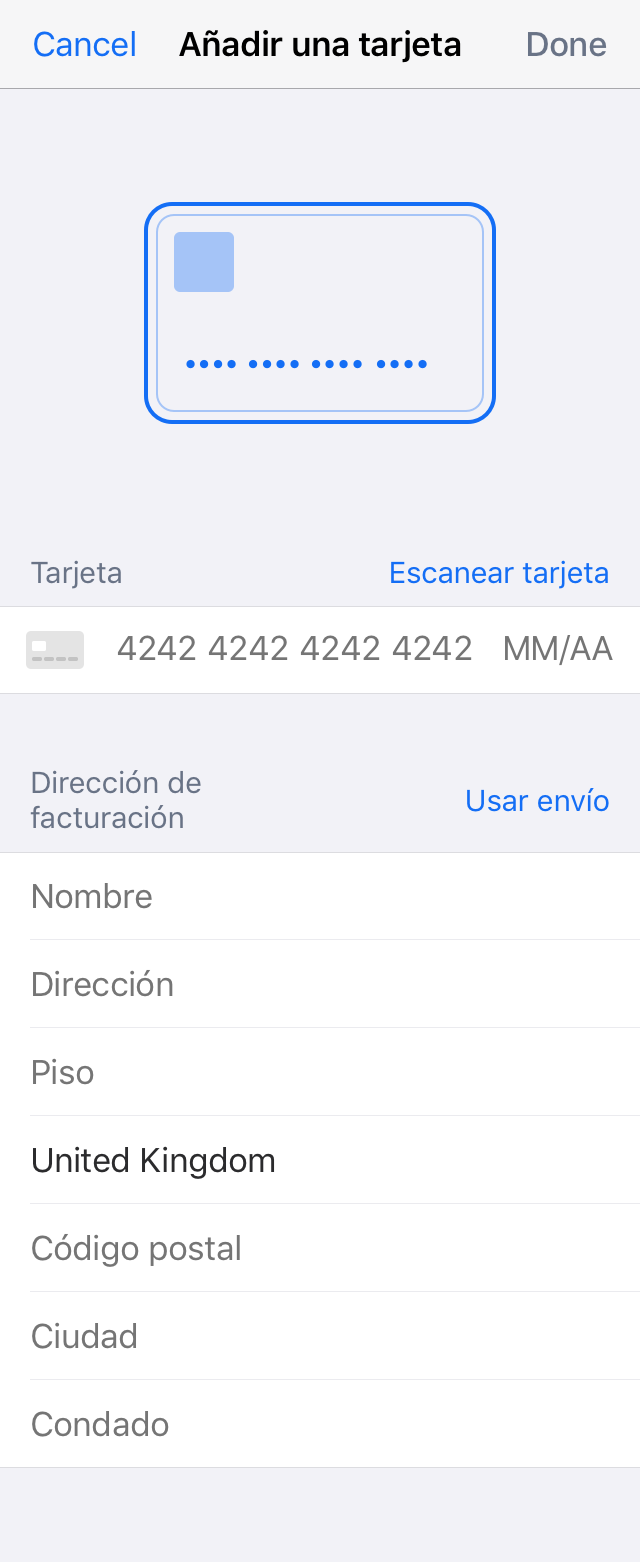 Cancel Añadir una tarjeta Done
Tarjeta Escanear tarjeta
4242 4242 4242 4242 MM/AA
Dirección de
facturación
Usar envío
Nombre
Dirección
Piso
United Kingdom
Código postal
Ciudad
Condado